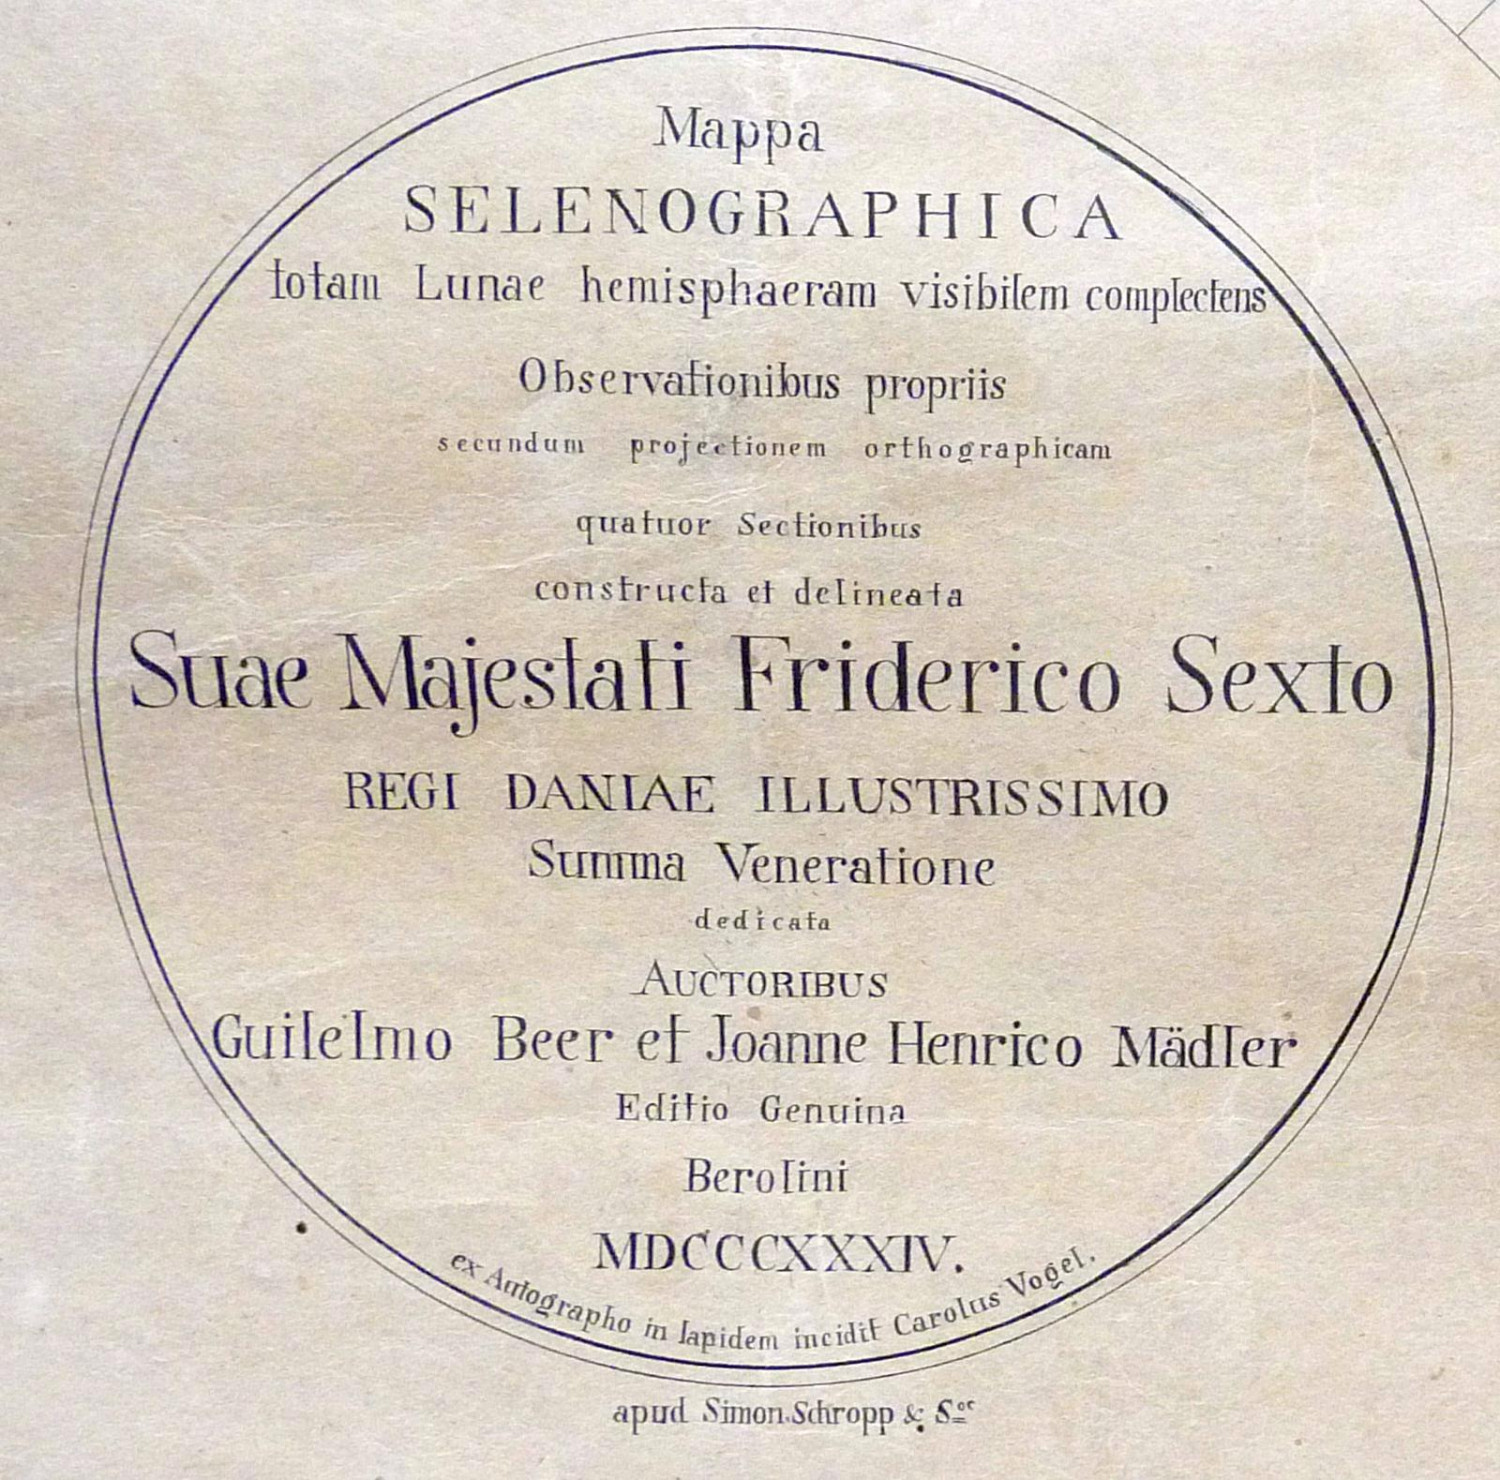 Mappa
SELENOGRAPHICA
totam Lunae hemisphaeram visibilem complectens
Observationibus propriis
secundum projectionem orthographicam
quatuor Sectionibus
constructa et delineata
Suae Majestati Friderico Sexto
REGI DANIAE ILLUSTRISSIMO
Summa Veneratione
dedicata
AUCTORIBUS
Guilelmo Beer et Joanne Henrico Mädler
Editio Genuina
Berolini
MDCCCXXXIV.
ex Autographo in lapidem incidit Carolus Vogel.
apud Simon Schropp & Soc